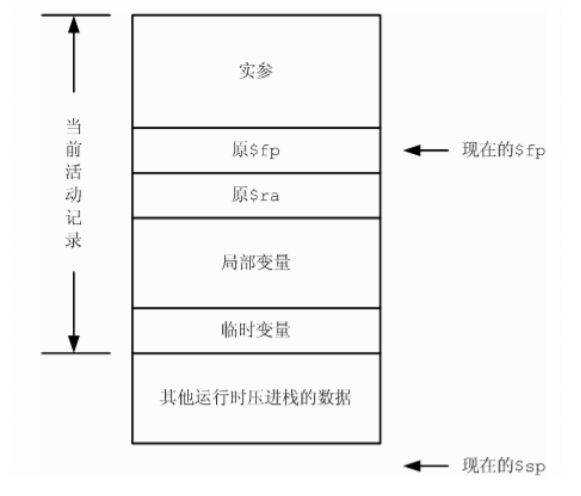 实参
当前活动记录
原$fp
现在的$fp
原$ra
局部变量
临时变量
其他运行时压进栈的数据
现在的$sp